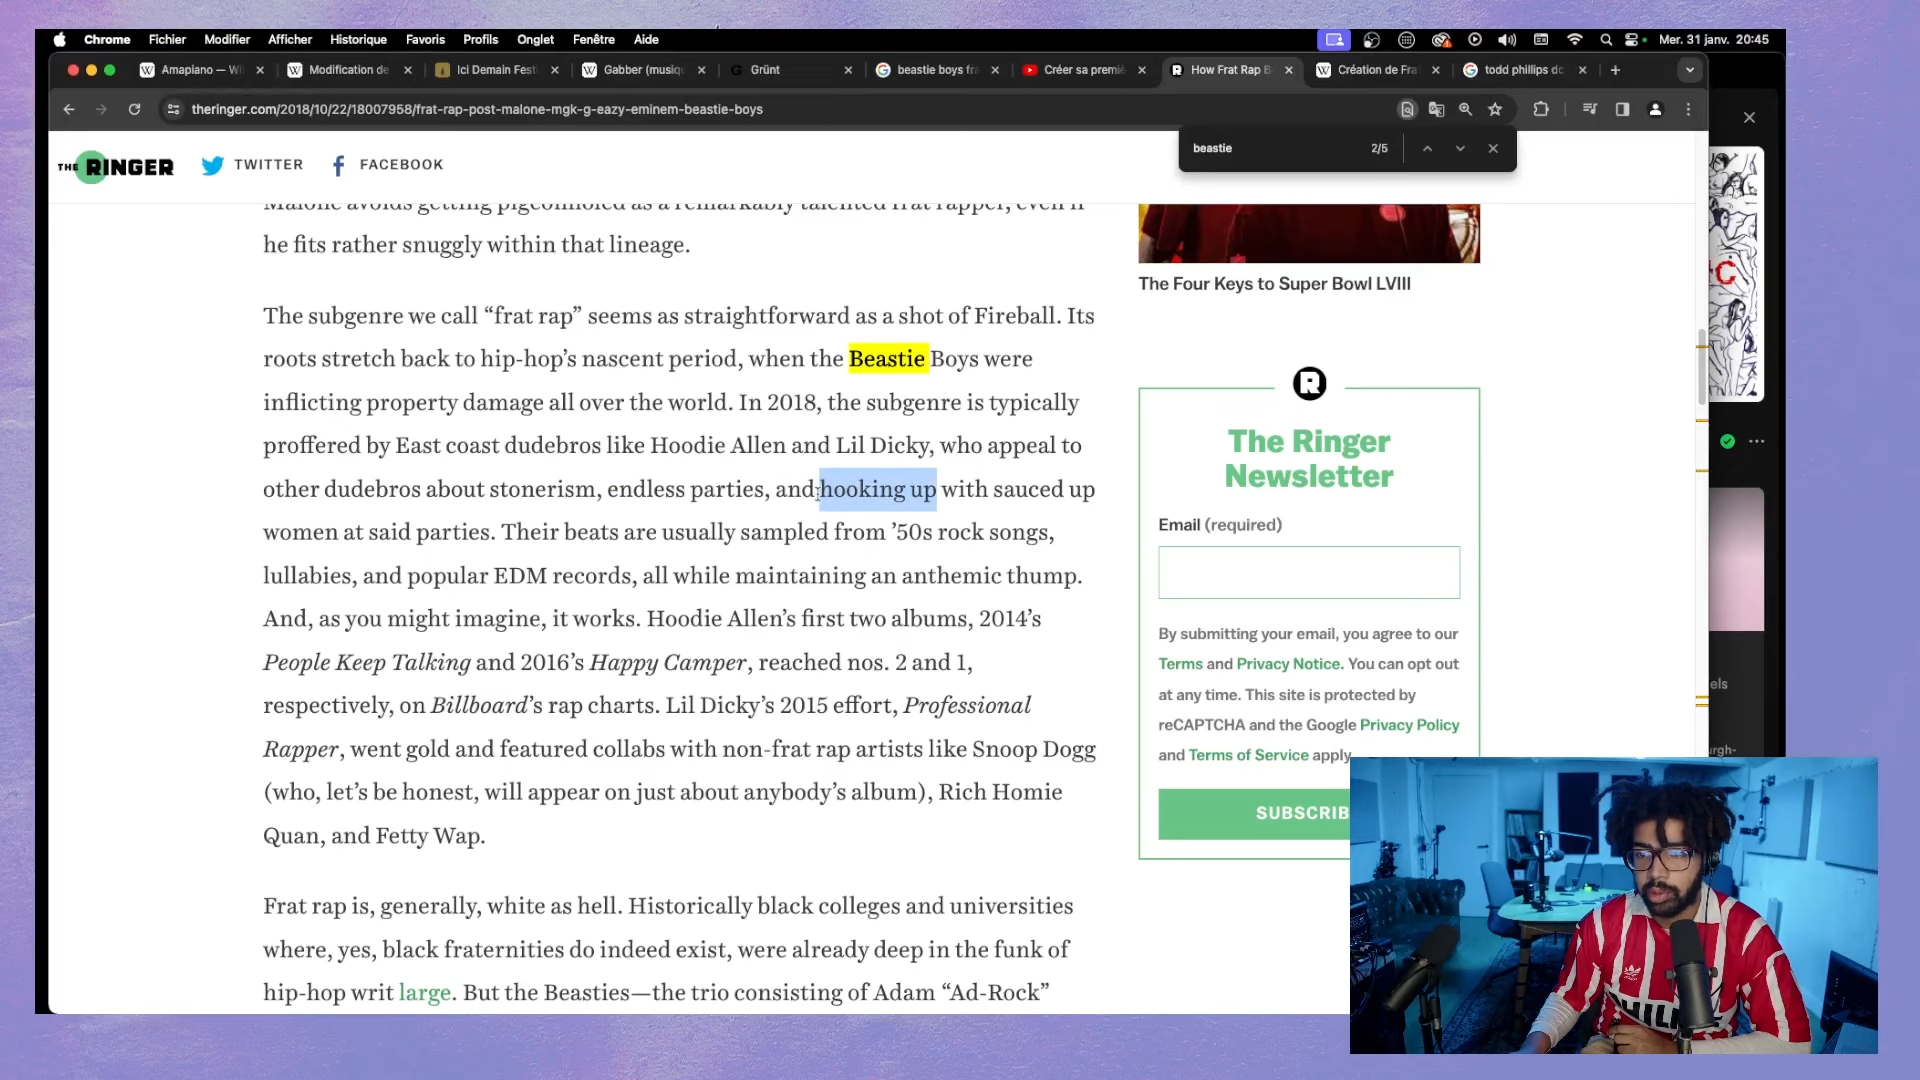 Chrome Fichier Modifier Afficher Historique Favoris Profils Onglet Fenêtre Aide Mer. 31 janv. 20:45
Amapiano — Wi
Modification de
Ici Demain Fest
Gabber (musiqu
Grünt
beastie boys fra
Créer sa premiè
How Frat Rap B
Création de Fra
todd phillips dc
theringer.com/2018/10/22/18007958/frat-rap-post-malone-mgk-g-eazy-eminem-beastie-boys
beastie 2/5
THE RINGER TWITTER FACEBOOK
Malone avoids getting pigeonholed as a remarkably talented frat rapper, even if
he fits rather snuggly within that lineage.
The subgenre we call “frat rap” seems as straightforward as a shot of Fireball. Its
roots stretch back to hip-hop’s nascent period, when the Beastie Boys were
inflicting property damage all over the world. In 2018, the subgenre is typically
proffered by East coast dudebros like Hoodie Allen and Lil Dicky, who appeal to
other dudebros about stonerism, endless parties, and hooking up with sauced up
women at said parties. Their beats are usually sampled from ’50s rock songs,
lullabies, and popular EDM records, all while maintaining an anthemic thump.
And, as you might imagine, it works. Hoodie Allen’s first two albums, 2014’s
People Keep Talking and 2016’s Happy Camper, reached nos. 2 and 1,
respectively, on Billboard’s rap charts. Lil Dicky’s 2015 effort, Professional
Rapper, went gold and featured collabs with non-frat rap artists like Snoop Dogg
(who, let’s be honest, will appear on just about anybody’s album), Rich Homie
Quan, and Fetty Wap.
Frat rap is, generally, white as hell. Historically black colleges and universities
where, yes, black fraternities do indeed exist, were already deep in the funk of
hip-hop writ large. But the Beasties—the trio consisting of Adam “Ad-Rock”
The Four Keys to Super Bowl LVIII
R
The Ringer
Newsletter
Email (required)
By submitting your email, you agree to our
Terms and Privacy Notice. You can opt out
at any time. This site is protected by
reCAPTCHA and the Google Privacy Policy
and Terms of Service apply
SUBSCRIB
C
els
urgh-
PHIL